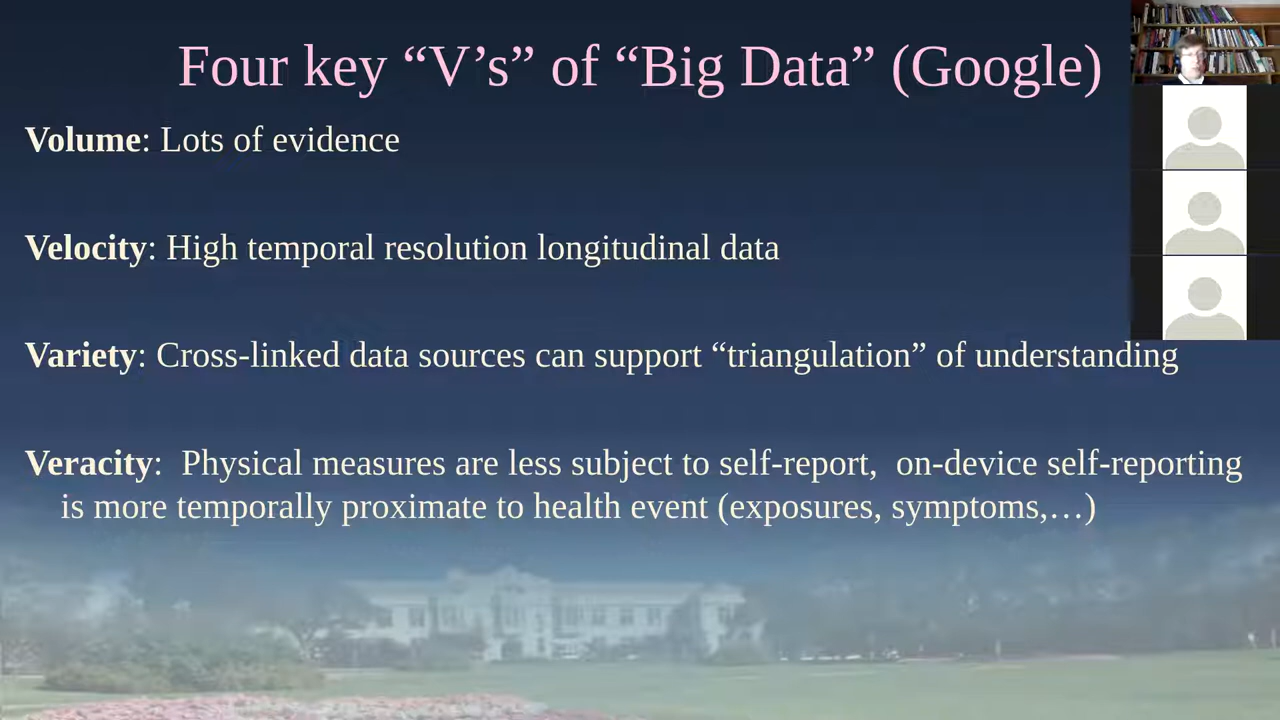 Four key “V’s” of “Big Data” (Google)
Volume: Lots of evidence
Velocity: High temporal resolution longitudinal data
Variety: Cross-linked data sources can support “triangulation” of understanding
Veracity:  Physical measures are less subject to self-report,  on-device self-reporting
is more temporally proximate to health event (exposures, symptoms,…)